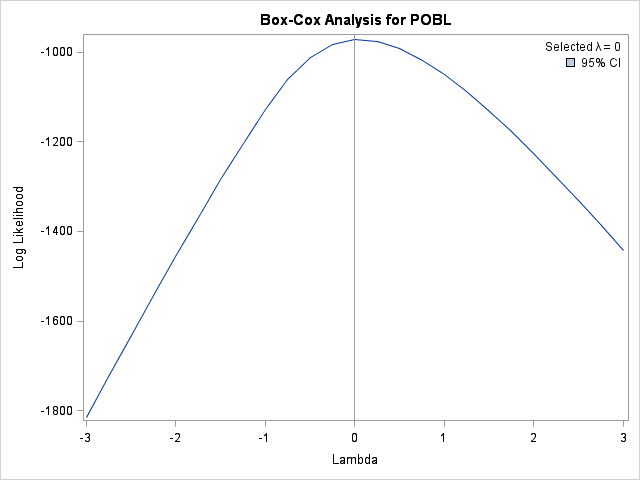 Box-Cox Analysis for POBL
Selected λ = 0
95% CI
-1000
-1200
-1400
-1600
-1800
Log Likelihood
-3 -2 -1 0 1 2 3
Lambda